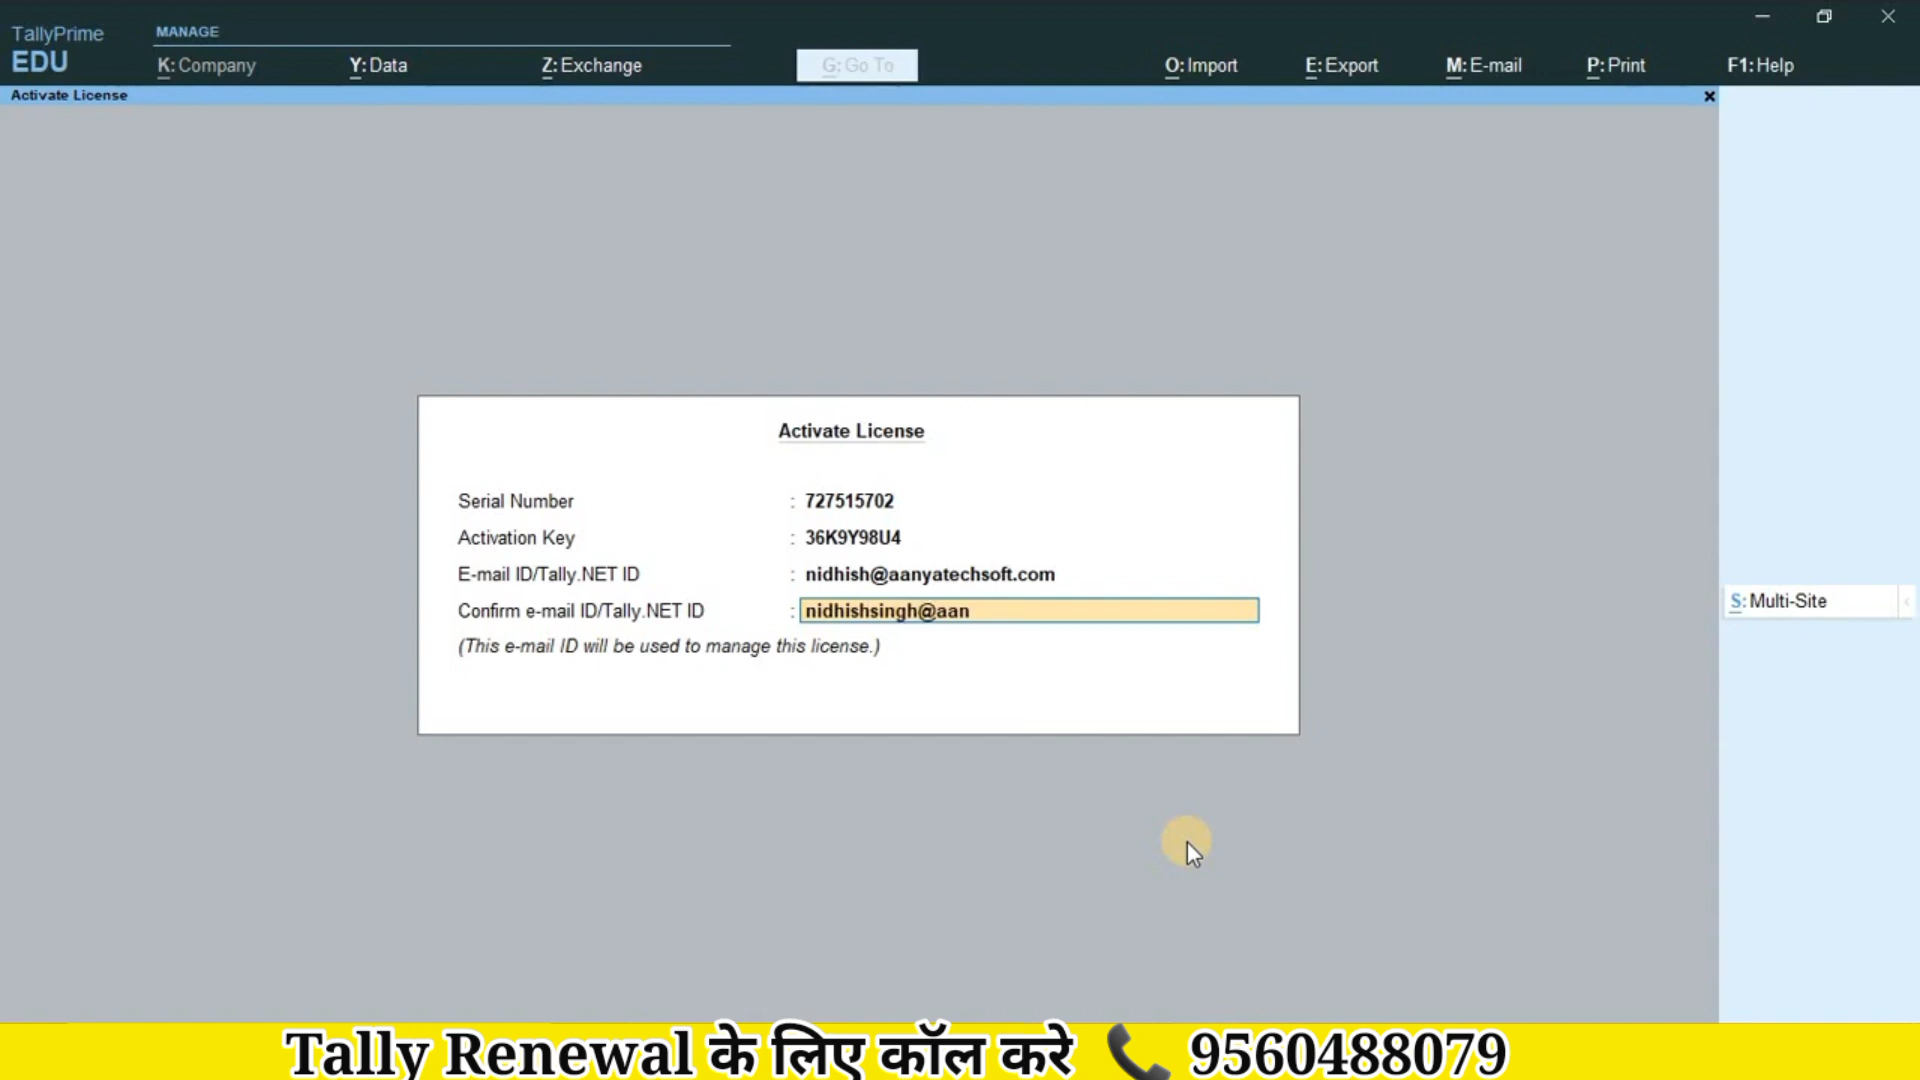 TallyPrime
EDU
MANAGE
K: Company Y: Data Z: Exchange G: Go To O: Import E: Export M: E-mail P: Print F1: Help
Activate License
Activate License
Serial Number : 727515702
Activation Key : 36K9Y98U4
E-mail ID/Tally.NET ID : nidhish@aanyatechsoft.com
Confirm e-mail ID/Tally.NET ID : nidhishsingh@aan
(This e-mail ID will be used to manage this license.)
S: Multi-Site
Tally Renewal के लिए कॉल करे 9560488079